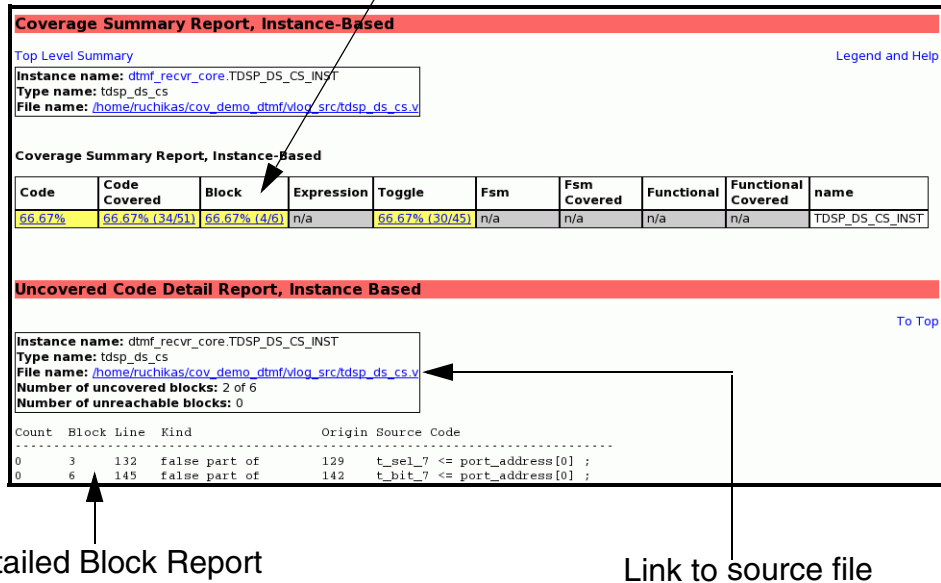 Coverage Summary Report, Instance-Based
Top Level Summary Legend and Help
Instance name: dtmf_recvr_core.TDSP_DS_CS_INST
Type name: tdsp_ds_cs
File name: /home/ruchikas/cov_demo_dtmf/vlog_src/tdsp_ds_cs.v
Coverage Summary Report, Instance-Based
Code Code Covered Block Expression Toggle Fsm Fsm Covered Functional Functional Covered name
66.67% 66.67% (34/51) 66.67% (4/6) n/a 66.67% (30/45) n/a n/a n/a n/a TDSP_DS_CS_INST
Uncovered Code Detail Report, Instance Based
To Top
Instance name: dtmf_recvr_core.TDSP_DS_CS_INST
Type name: tdsp_ds_cs
File name: /home/ruchikas/cov_demo_dtmf/vlog_src/tdsp_ds_cs.v
Number of uncovered blocks: 2 of 6
Number of unreachable blocks: 0
Count Block Line Kind Origin Source Code
0 3 132 false part of 129 t_sel_7 <= port_address[0] ;
0 6 145 false part of 142 t_bit_7 <= port_address[0] ;
tailed Block Report
Link to source file